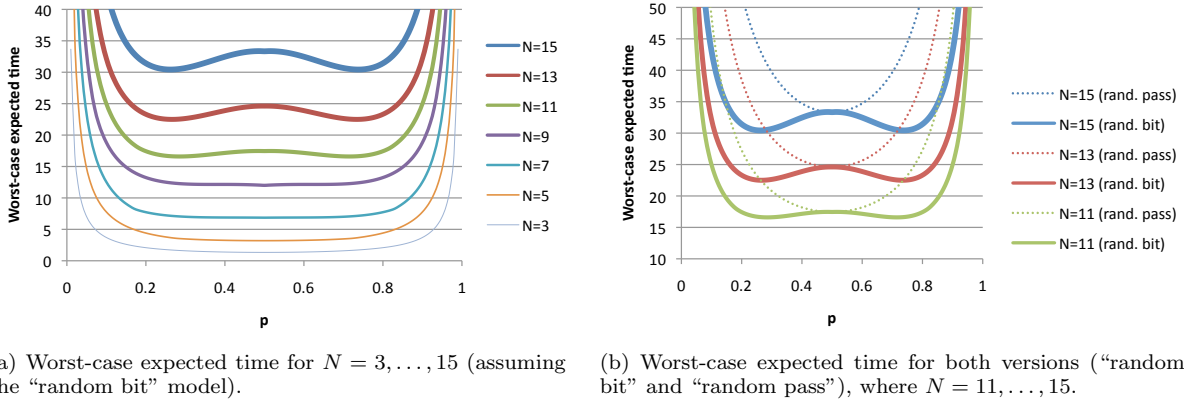 40
35
30
25
20
15
10
5
0
Worst-case expected time
0 0.2 0.4 0.6 0.8 1
p
N=15
N=13
N=11
N=9
N=7
N=5
N=3
50
45
40
35
30
25
20
15
10
Worst-case expected time
0 0.2 0.4 0.6 0.8 1
p
N=15 (rand. pass)
N=15 (rand. bit)
N=13 (rand. pass)
N=13 (rand. bit)
N=11 (rand. pass)
N=11 (rand. bit)
a) Worst-case expected time for N = 3, . . . , 15 (assuming
he “random bit” model).
(b) Worst-case expected time for both versions (“random
bit” and “random pass”), where N = 11, . . . , 15.